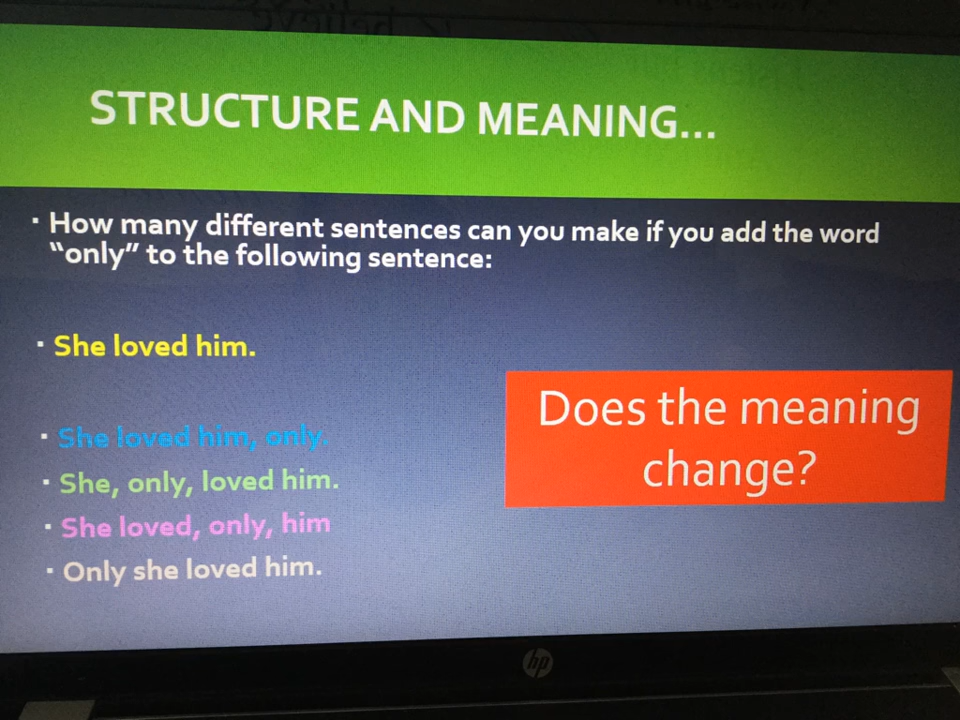 STRUCTURE AND MEANING...
▪ How many different sentences can you make if you add the word
“only” to the following sentence:
▪ She loved him.
▪ She loved him, only.
▪ She, only, loved him.
▪ She loved, only, him
▪ Only she loved him.
Does the meaning
change?
hp